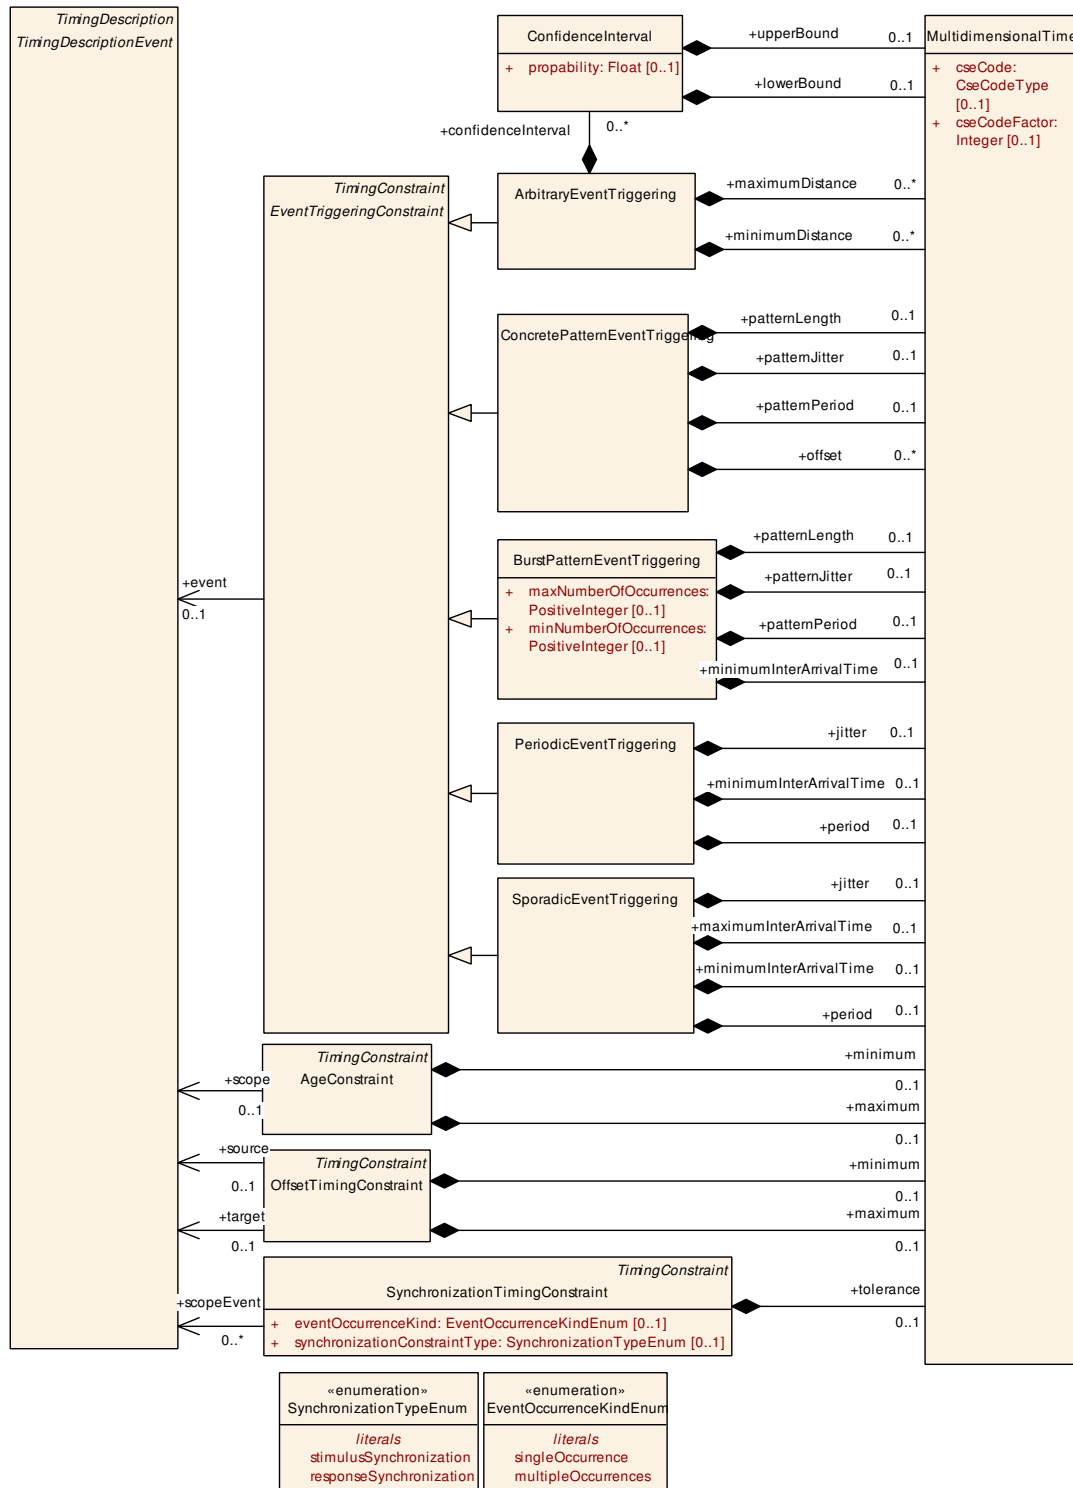 TimingDescription
TimingDescriptionEvent
ConfidenceInterval
+ propability: Float [0..1]
+upperBound
0..1
+lowerBound
0..1
MultidimensionalTime
+ cseCode:
CseCodeType
[0..1]
+ cseCodeFactor:
Integer [0..1]
+confidenceInterval
0..*
TimingConstraint
EventTriggeringConstraint
ArbitraryEventTriggering
+maximumDistance
0..*
+minimumDistance
0..*
ConcretePatternEventTriggering
+patternLength
0..1
+patternJitter
0..1
+patternPeriod
0..1
+offset
0..*
BurstPatternEventTriggering
+ maxNumberOfOccurrences:
PositiveInteger [0..1]
+ minNumberOfOccurrences:
PositiveInteger [0..1]
+patternLength
0..1
+patternJitter
0..1
+patternPeriod
0..1
+minimumInterArrivalTime
0..1
+event
0..1
PeriodicEventTriggering
+jitter
0..1
+minimumInterArrivalTime
0..1
+period
0..1
SporadicEventTriggering
+jitter
0..1
+maximumInterArrivalTime
0..1
+minimumInterArrivalTime
0..1
+period
0..1
TimingConstraint
AgeConstraint
+scope
0..1
+minimum
0..1
+maximum
0..1
TimingConstraint
OffsetTimingConstraint
+source
0..1
+target
0..1
+minimum
0..1
+maximum
0..1
TimingConstraint
SynchronizationTimingConstraint
+ eventOccurrenceKind: EventOccurrenceKindEnum [0..1]
+ synchronizationConstraintType: SynchronizationTypeEnum [0..1]
+scopeEvent
0..*
+tolerance
0..1
«enumeration»
SynchronizationTypeEnum
literals
stimulusSynchronization
responseSynchronization
«enumeration»
EventOccurrenceKindEnum
literals
singleOccurrence
multipleOccurrences